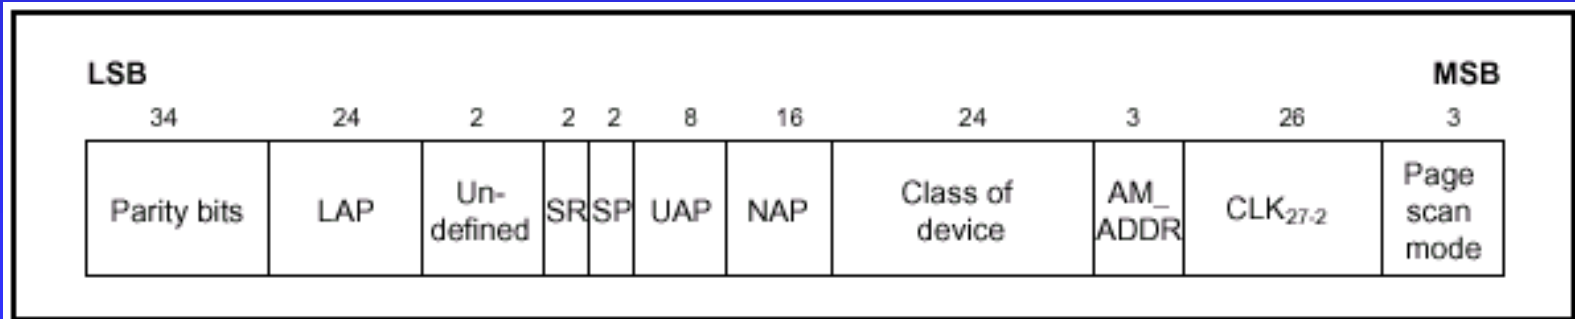 LSB MSB
34 24 2 2 2 8 16 24 3 26 3
Parity bits
LAP
Un-
defined
SR
SP
UAP
NAP
Class of
device
AM_
ADDR
CLK₂₇₋₂
Page
scan
mode